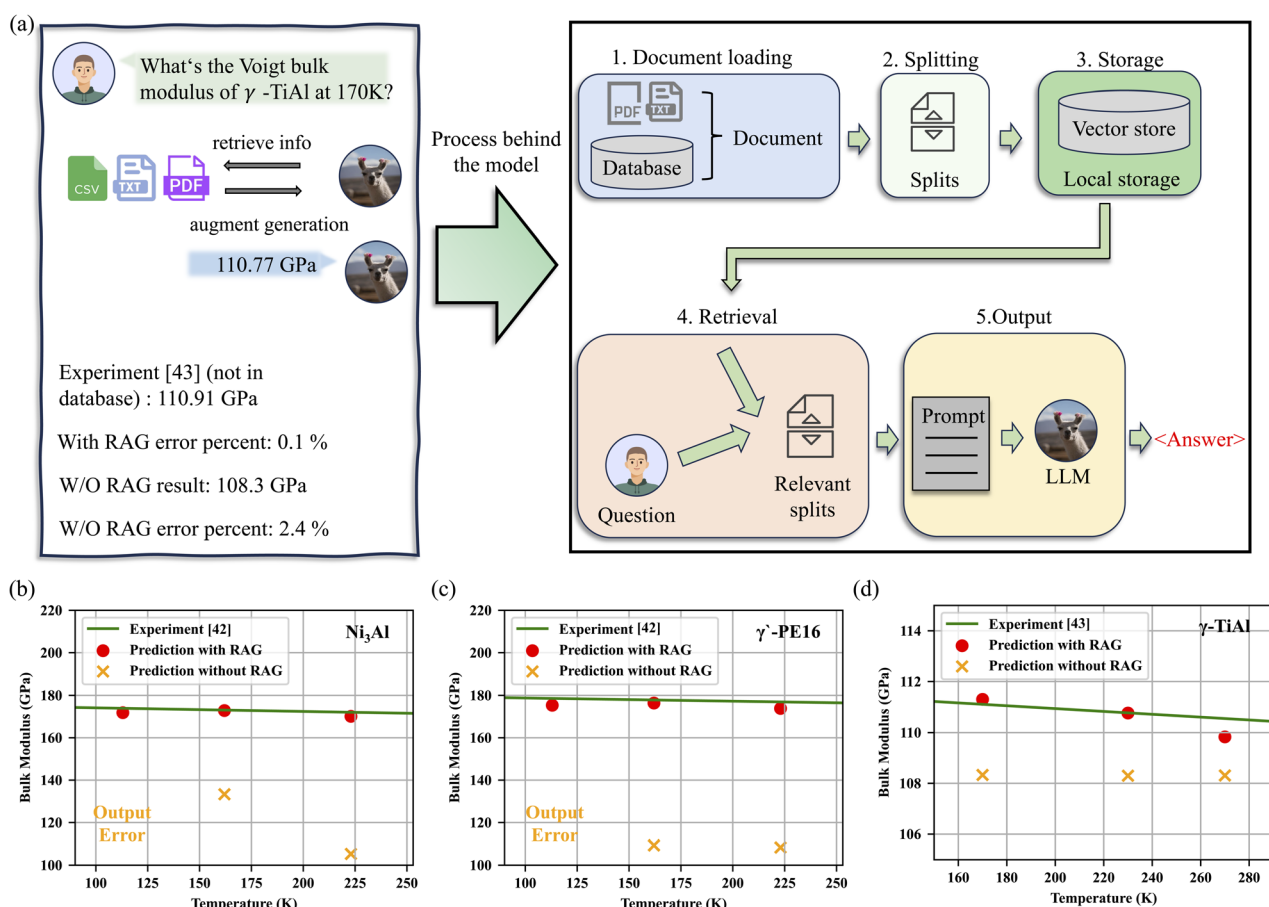 (a)
What's the Voigt bulk
modulus of γ -TiAl at 170K?
retrieve info
CSV
TXT
PDF
augment generation
110.77 GPa
Experiment [43] (not in
database) : 110.91 GPa
With RAG error percent: 0.1 %
W/O RAG result: 108.3 GPa
W/O RAG error percent: 2.4 %
Process behind
the model
1. Document loading
PDF
TXT
Database
Document
2. Splitting
Splits
3. Storage
Vector store
Local storage
4. Retrieval
Question
Relevant
splits
5.Output
Prompt
LLM
<Answer>
(b)
Bulk Modulus (GPa)
220
200
180
160
140
120
100
Experiment [42]
Prediction with RAG
Prediction without RAG
Ni₃Al
Output
Error
100
125
150
175
200
225
250
Temperature (K)
(c)
Bulk Modulus (GPa)
220
200
180
160
140
120
100
Experiment [42]
Prediction with RAG
Prediction without RAG
γ`-PE16
Output
Error
100
125
150
175
200
225
250
Temperature (K)
(d)
Bulk Modulus (GPa)
114
112
110
108
106
104
Experiment [43]
Prediction with RAG
Prediction without RAG
γ-TiAl
160
180
200
220
240
260
280
Temperature (K)